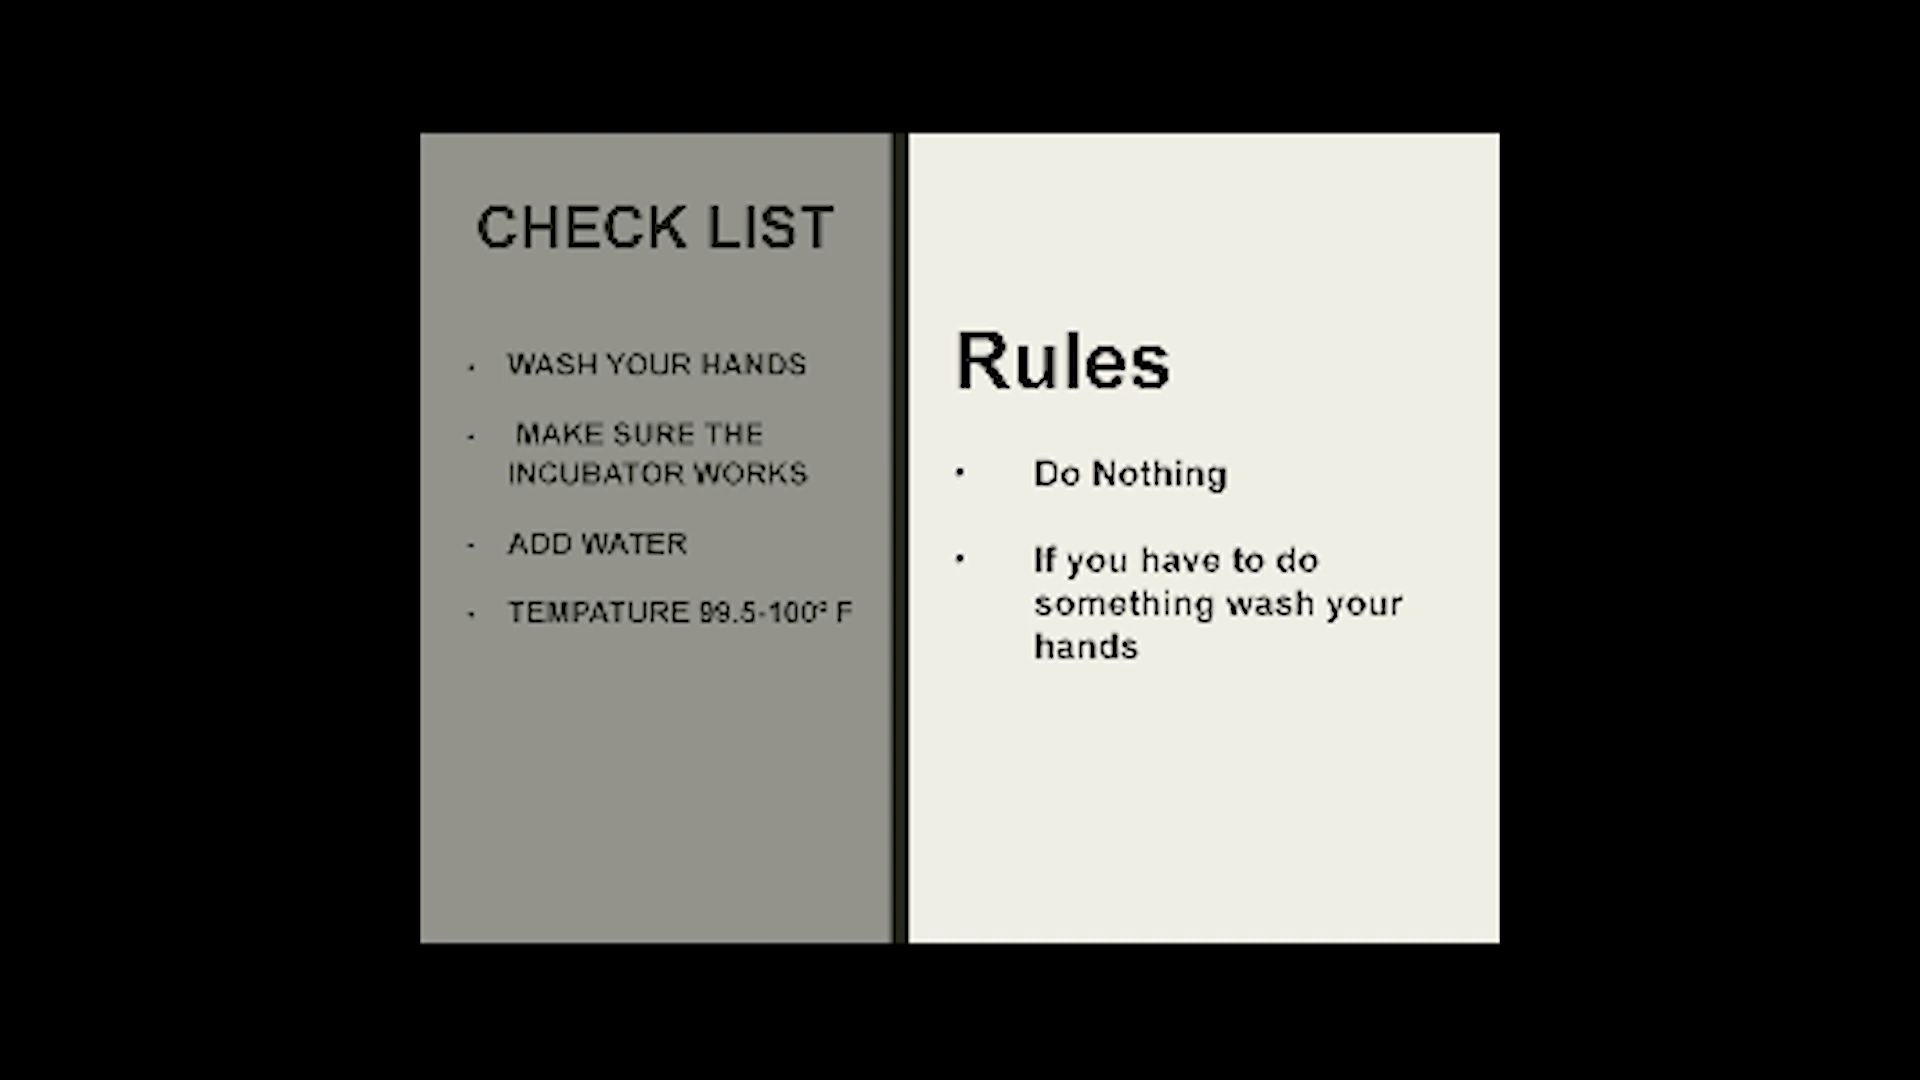 CHECK LIST
· WASH YOUR HANDS
· MAKE SURE THE
INCUBATOR WORKS
· ADD WATER
· TEMPATURE 99.5-100º F
Rules
• Do Nothing
• If you have to do
something wash your
hands